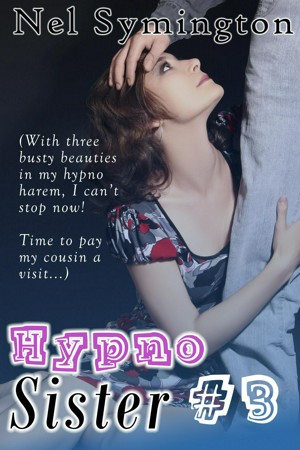 Nel Symington
(With three
busty beauties
in my hypno
harem, I can't
stop now!
Time to pay
my cousin a
visit...)
Hypno
Sister # 3